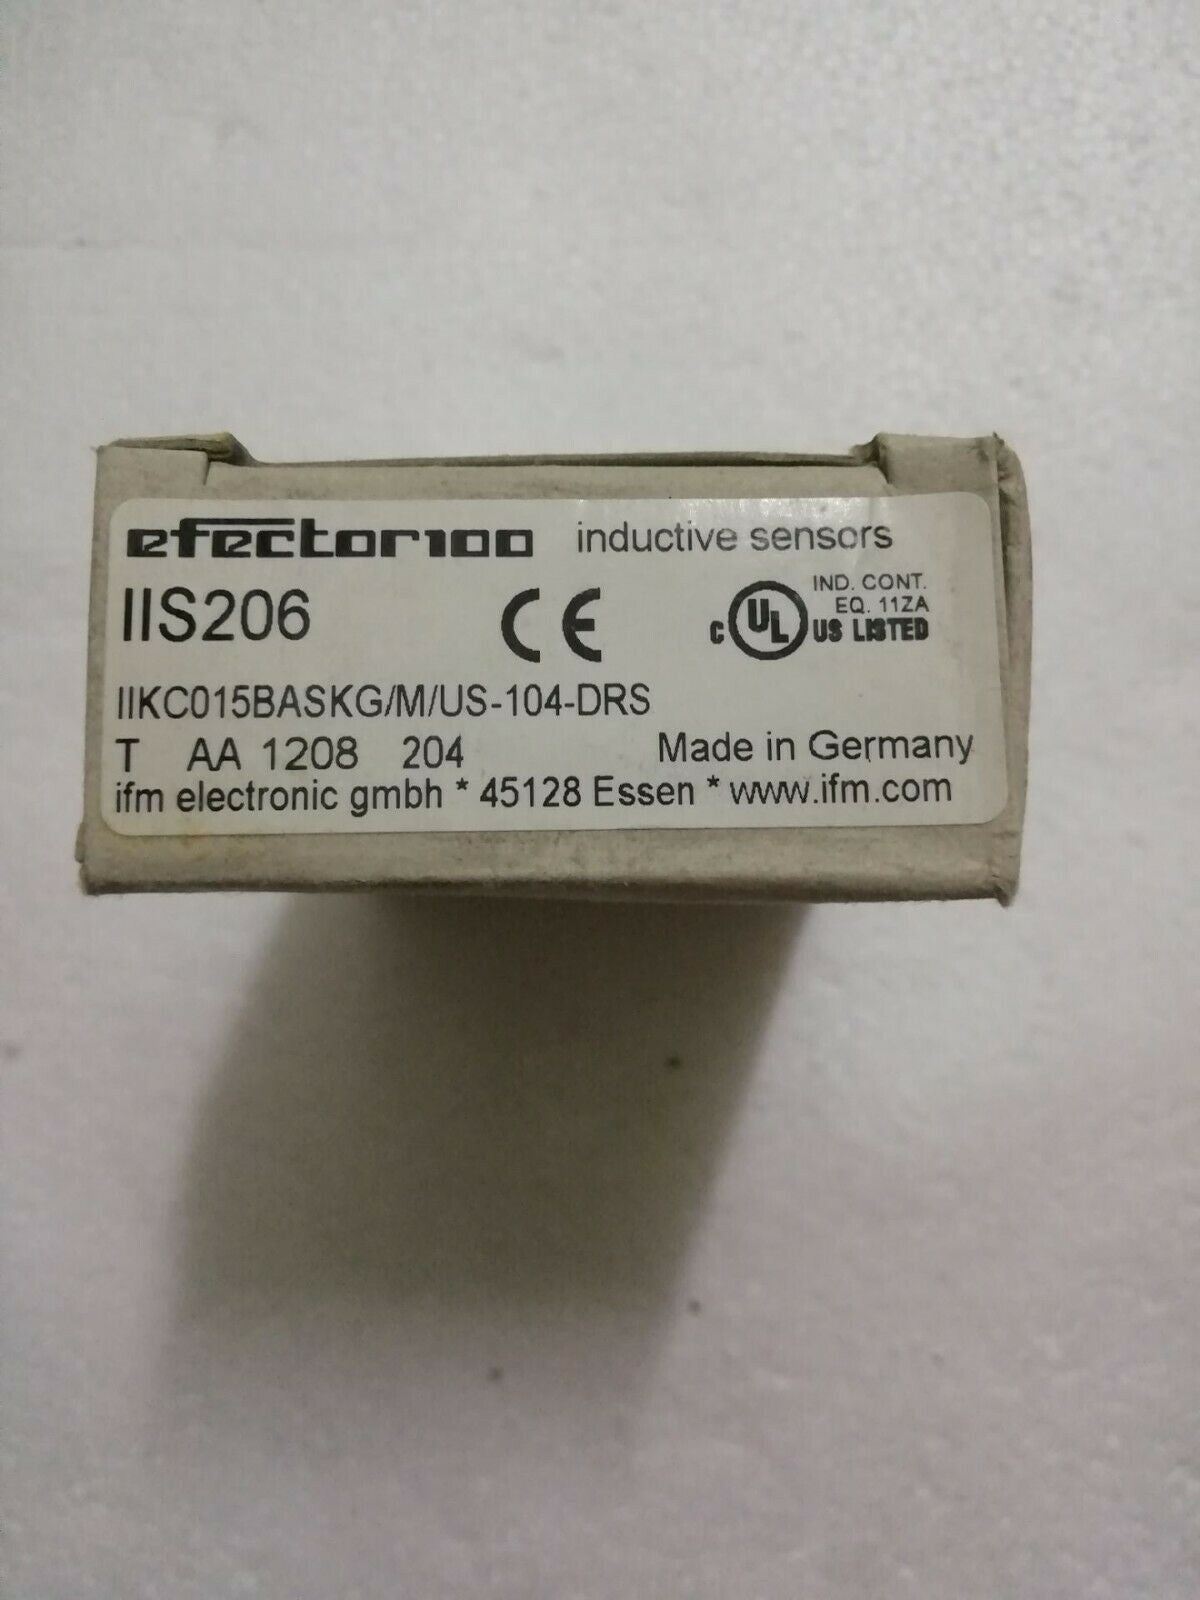 efector100 inductive sensors
IIS206 CE c UL US LISTED IND. CONT. EQ. 11ZA
IIKC015BASKG/M/US-104-DRS
T AA 1208 204 Made in Germany
ifm electronic gmbh * 45128 Essen * www.ifm.com